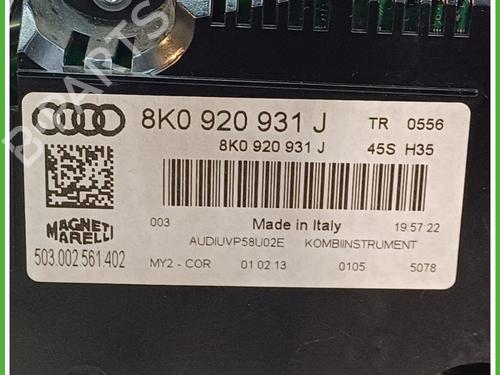 B-PARTS
8K0 920 931 J TR 0556
8K0 920 931 J 45S H35
MAGNETI
MARELLI
003 Made in Italy 19:57:22
AUDIUVP58U02E KOMBIINSTRUMENT
503.002.561.402
MY2 - COR 01 02 13 0105 5078